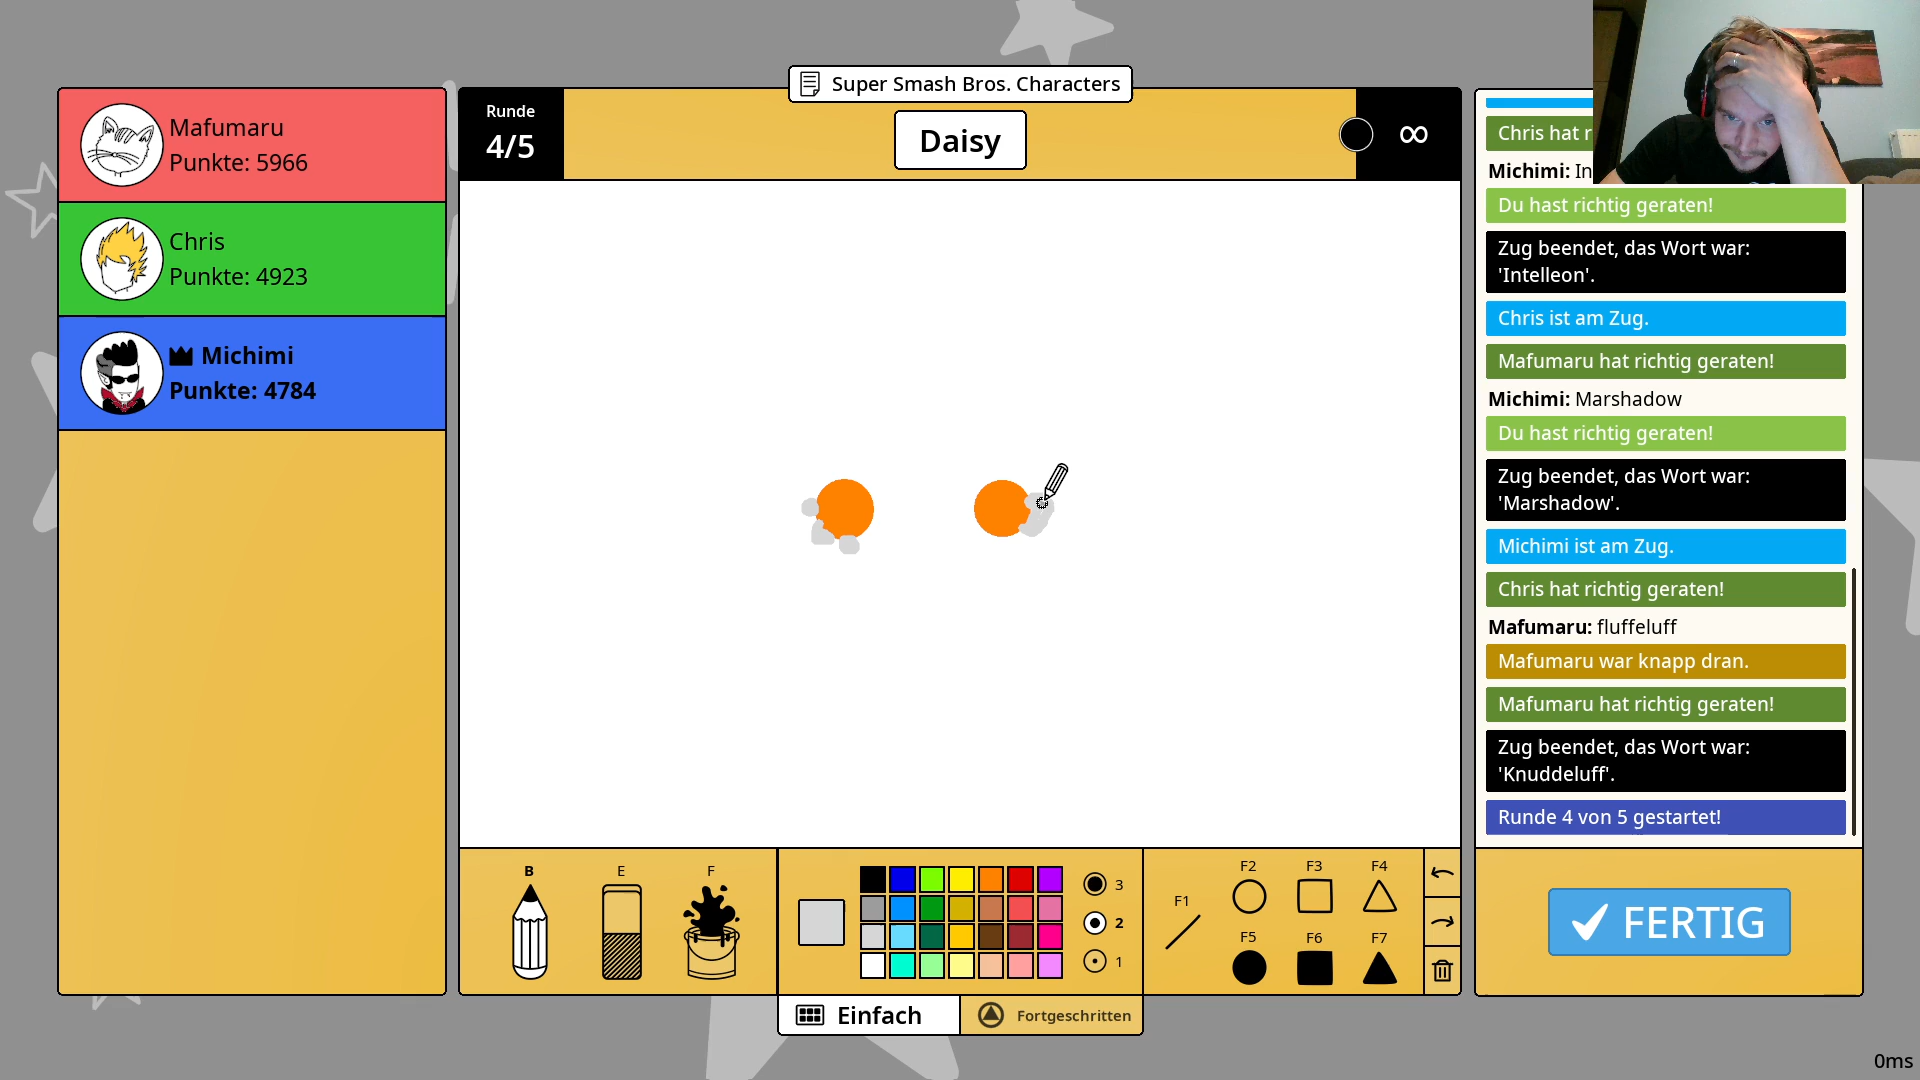 Super Smash Bros. Characters
Runde
4/5
Daisy
∞
Mafumaru
Punkte: 5966
Chris
Punkte: 4923
Michimi
Punkte: 4784
Chris hat r
Michimi: In
Du hast richtig geraten!
Zug beendet, das Wort war:
'Intelleon'.
Chris ist am Zug.
Mafumaru hat richtig geraten!
Michimi: Marshadow
Du hast richtig geraten!
Zug beendet, das Wort war:
'Marshadow'.
Michimi ist am Zug.
Chris hat richtig geraten!
Mafumaru: fluffeluff
Mafumaru war knapp dran.
Mafumaru hat richtig geraten!
Zug beendet, das Wort war:
'Knuddeluff'.
Runde 4 von 5 gestartet!
B
E
F
3
2
1
F1
F2
F3
F4
F5
F6
F7
FERTIG
Einfach
Fortgeschritten
0ms